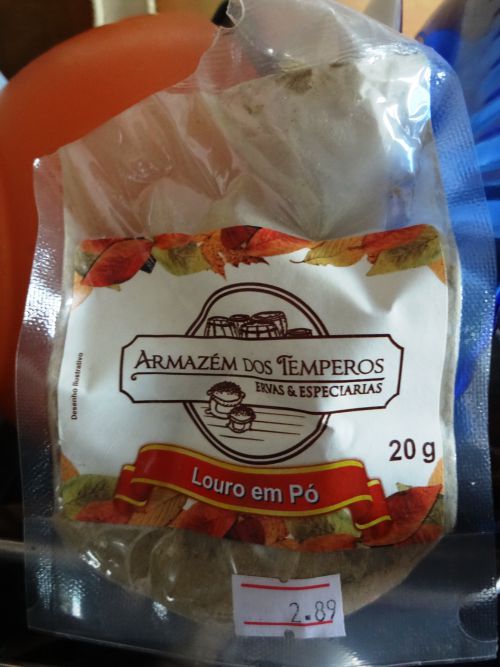 ARMAZÉM DOS TEMPEROS
ERVAS & ESPECIARIAS
Desenho Ilustrativo
20 g
Louro em Pó
2.89